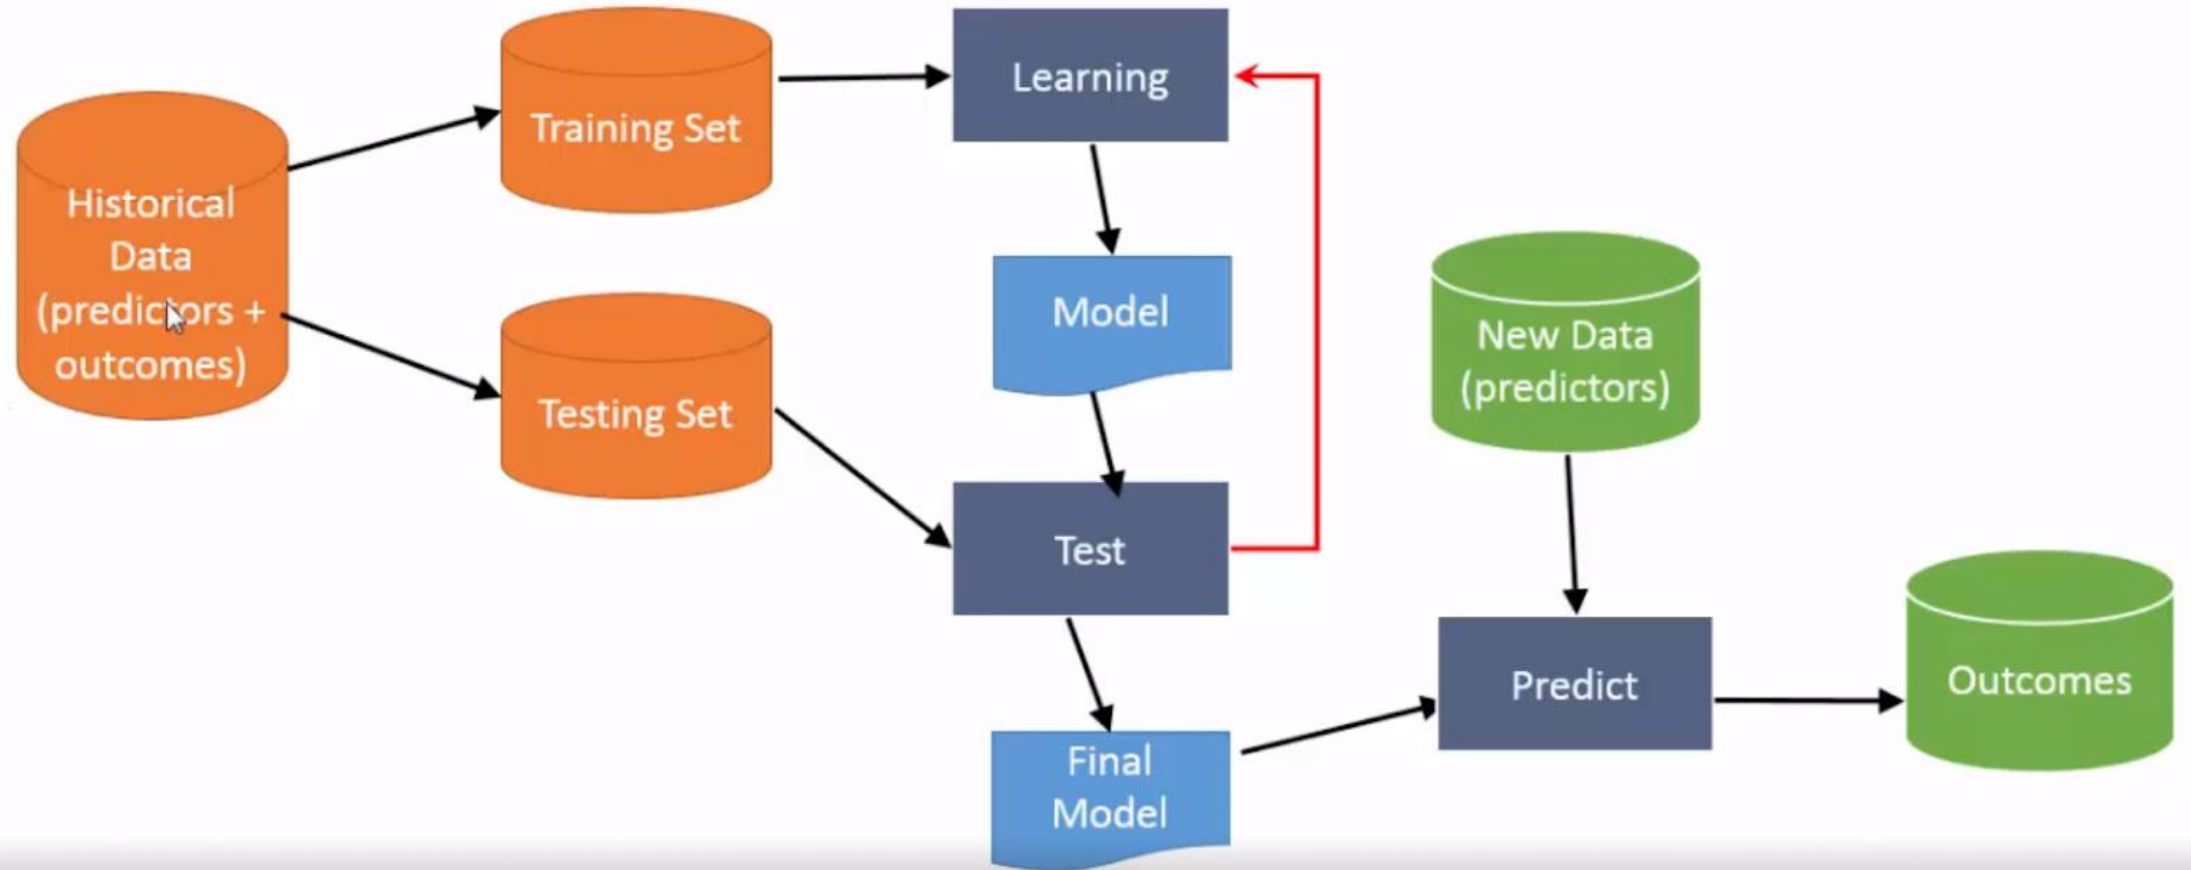 Training Set
Learning
Historical
Data
(predictors +
outcomes)
Testing Set
Model
New Data
(predictors)
Test
Predict
Outcomes
Final
Model